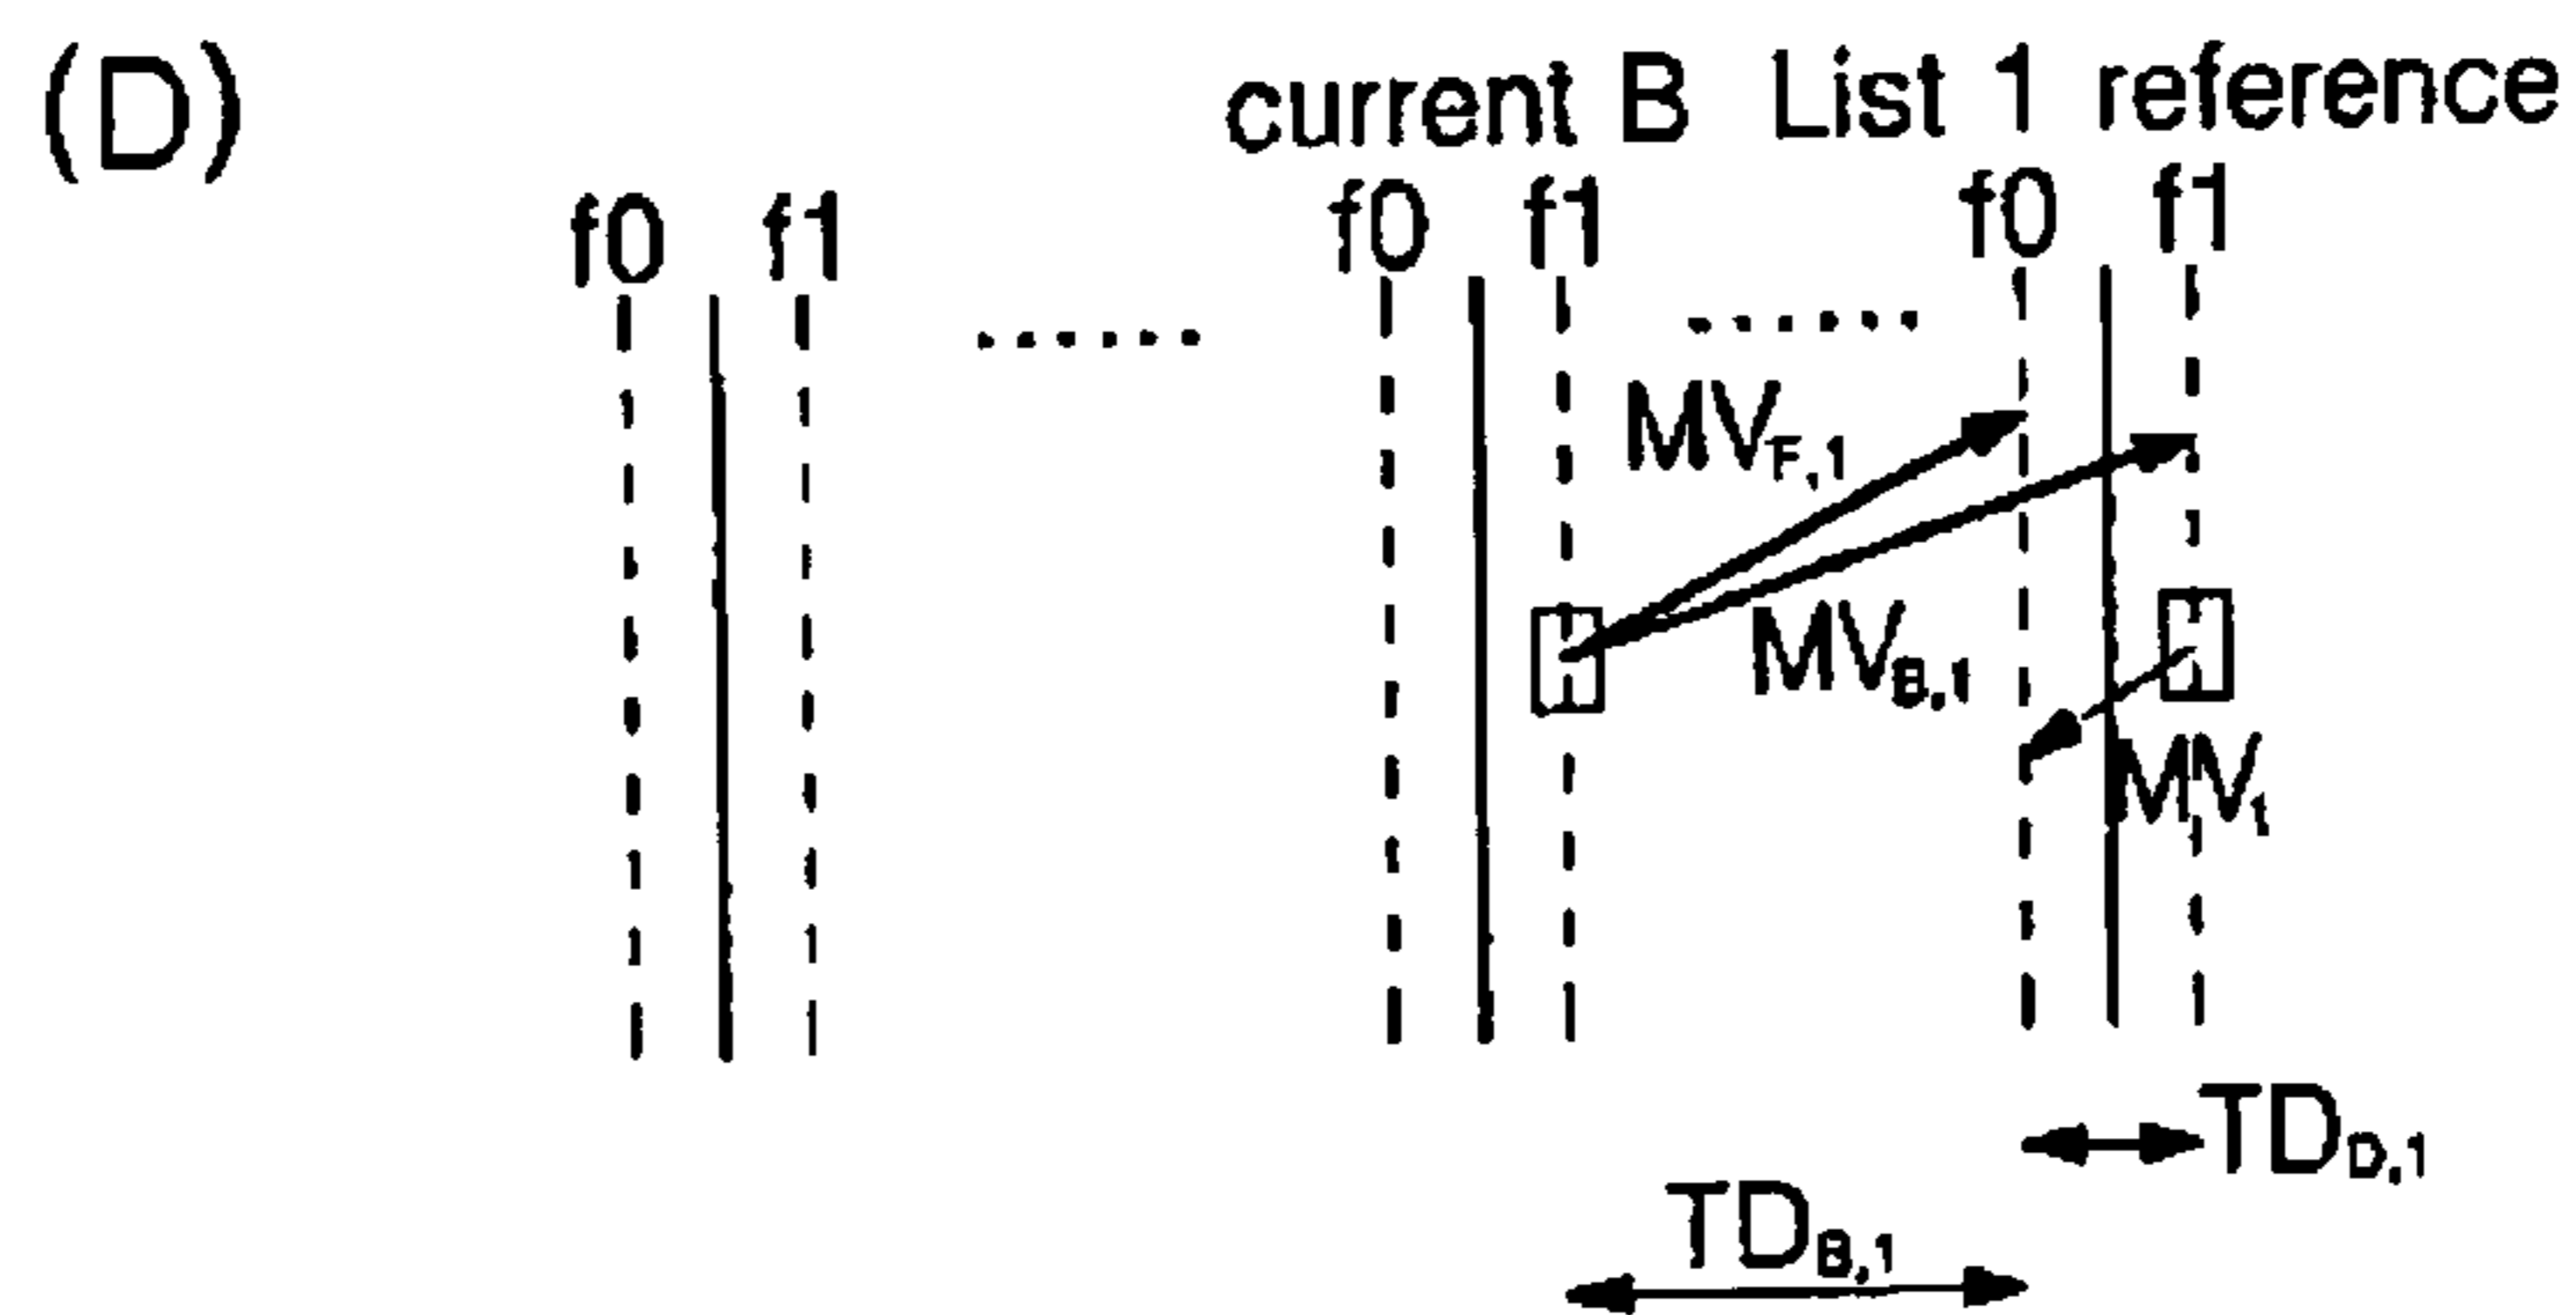 (D)
current B List 1 reference
f0 f1 f0 f1 f0 f1
MVF,1
MVB,1
MV1
TDD,1
TDB,1